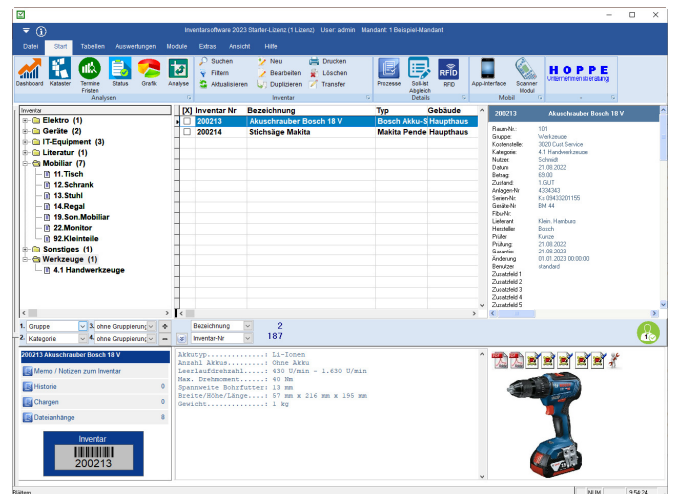 Inventarsoftware 2023 Starter-Lizenz (1 Lizenz) User: admin Mandant: 1 Beispiel-Mandant
Datei Start Tabellen Auswertungen Module Extras Ansicht Hilfe
Dashboard Kataster Termine Fristen Status Grafik Analyse
Suchen Neu Drucken
Filtern Bearbeiten Löschen
Aktualisieren Duplizieren Transfer
Prozesse Soll-Ist Abgleich RFID RFID App-Interface Scanner Modul
HOPPE
Unternehmensberatung
Analysen Inventar Details Mobil
Inventar
Elektro (1)
Geräte (2)
IT-Equipment (3)
Literatur (1)
Mobiliar (7)
11.Tisch
12.Schrank
13.Stuhl
14.Regal
19.Son.Mobiliar
22.Monitor
92.Kleinteile
Sonstiges (1)
Werkzeuge (1)
4.1 Handwerkzeuge
[X] Inventar Nr Bezeichnung Typ Gebäude
200213 Akuschrauber Bosch 18 V Bosch Akku-S Haupthaus
200214 Stichsäge Makita Makita Pende Haupthaus
200213 Akuschrauber Bosch 18 V
Raum-Nr.: 101
Gruppe: Werkzeuge
Kostenstelle: 3020 Cust Service
Kategorie: 4.1 Handwerkzeuge
Nutzer: Schmidt
Datum 21.08.2022
Betrag: 69.00
Zustand: 1.GUT
Anlagen-Nr 4334343
Serien-Nr: Ks 09433201155
Geräte-Nr BM 44
Fibu-Nr:
Lieferant Klein. Hamburg
Hersteller Bosch
Prüfer Kunze
Prüfung: 21.08.2022
Garantie: 21.08.2023
Änderung 01.01.2023 00:00:00
Benutzer standard
Zusatzfeld 1
Zusatzfeld 2
Zusatzfeld 3
Zusatzfeld 4
Zusatzfeld 5
1. Gruppe 3. ohne Gruppierung
2. Kategorie 4. ohne Gruppierung
Bezeichnung 2
Inventar-Nr 187
1
200213 Akuschrauber Bosch 18 V
Memo / Notizen zum Inventar
Historie 0
Chargen 0
Dateianhänge 8
Inventar
200213
Akkutyp..............: Li-Ionen
Anzahl Akkus.........: Ohne Akku
Leerlaufdrehzahl.....: 430 U/min - 1.630 U/min
Max. Drehmoment......: 40 Nm
Spannweite Bohrfutter: 13 mm
Breite/Höhe/Länge....: 57 mm x 216 mm x 195 mm
Gewicht..............: 1 kg
Blättern NUM 9:54:24